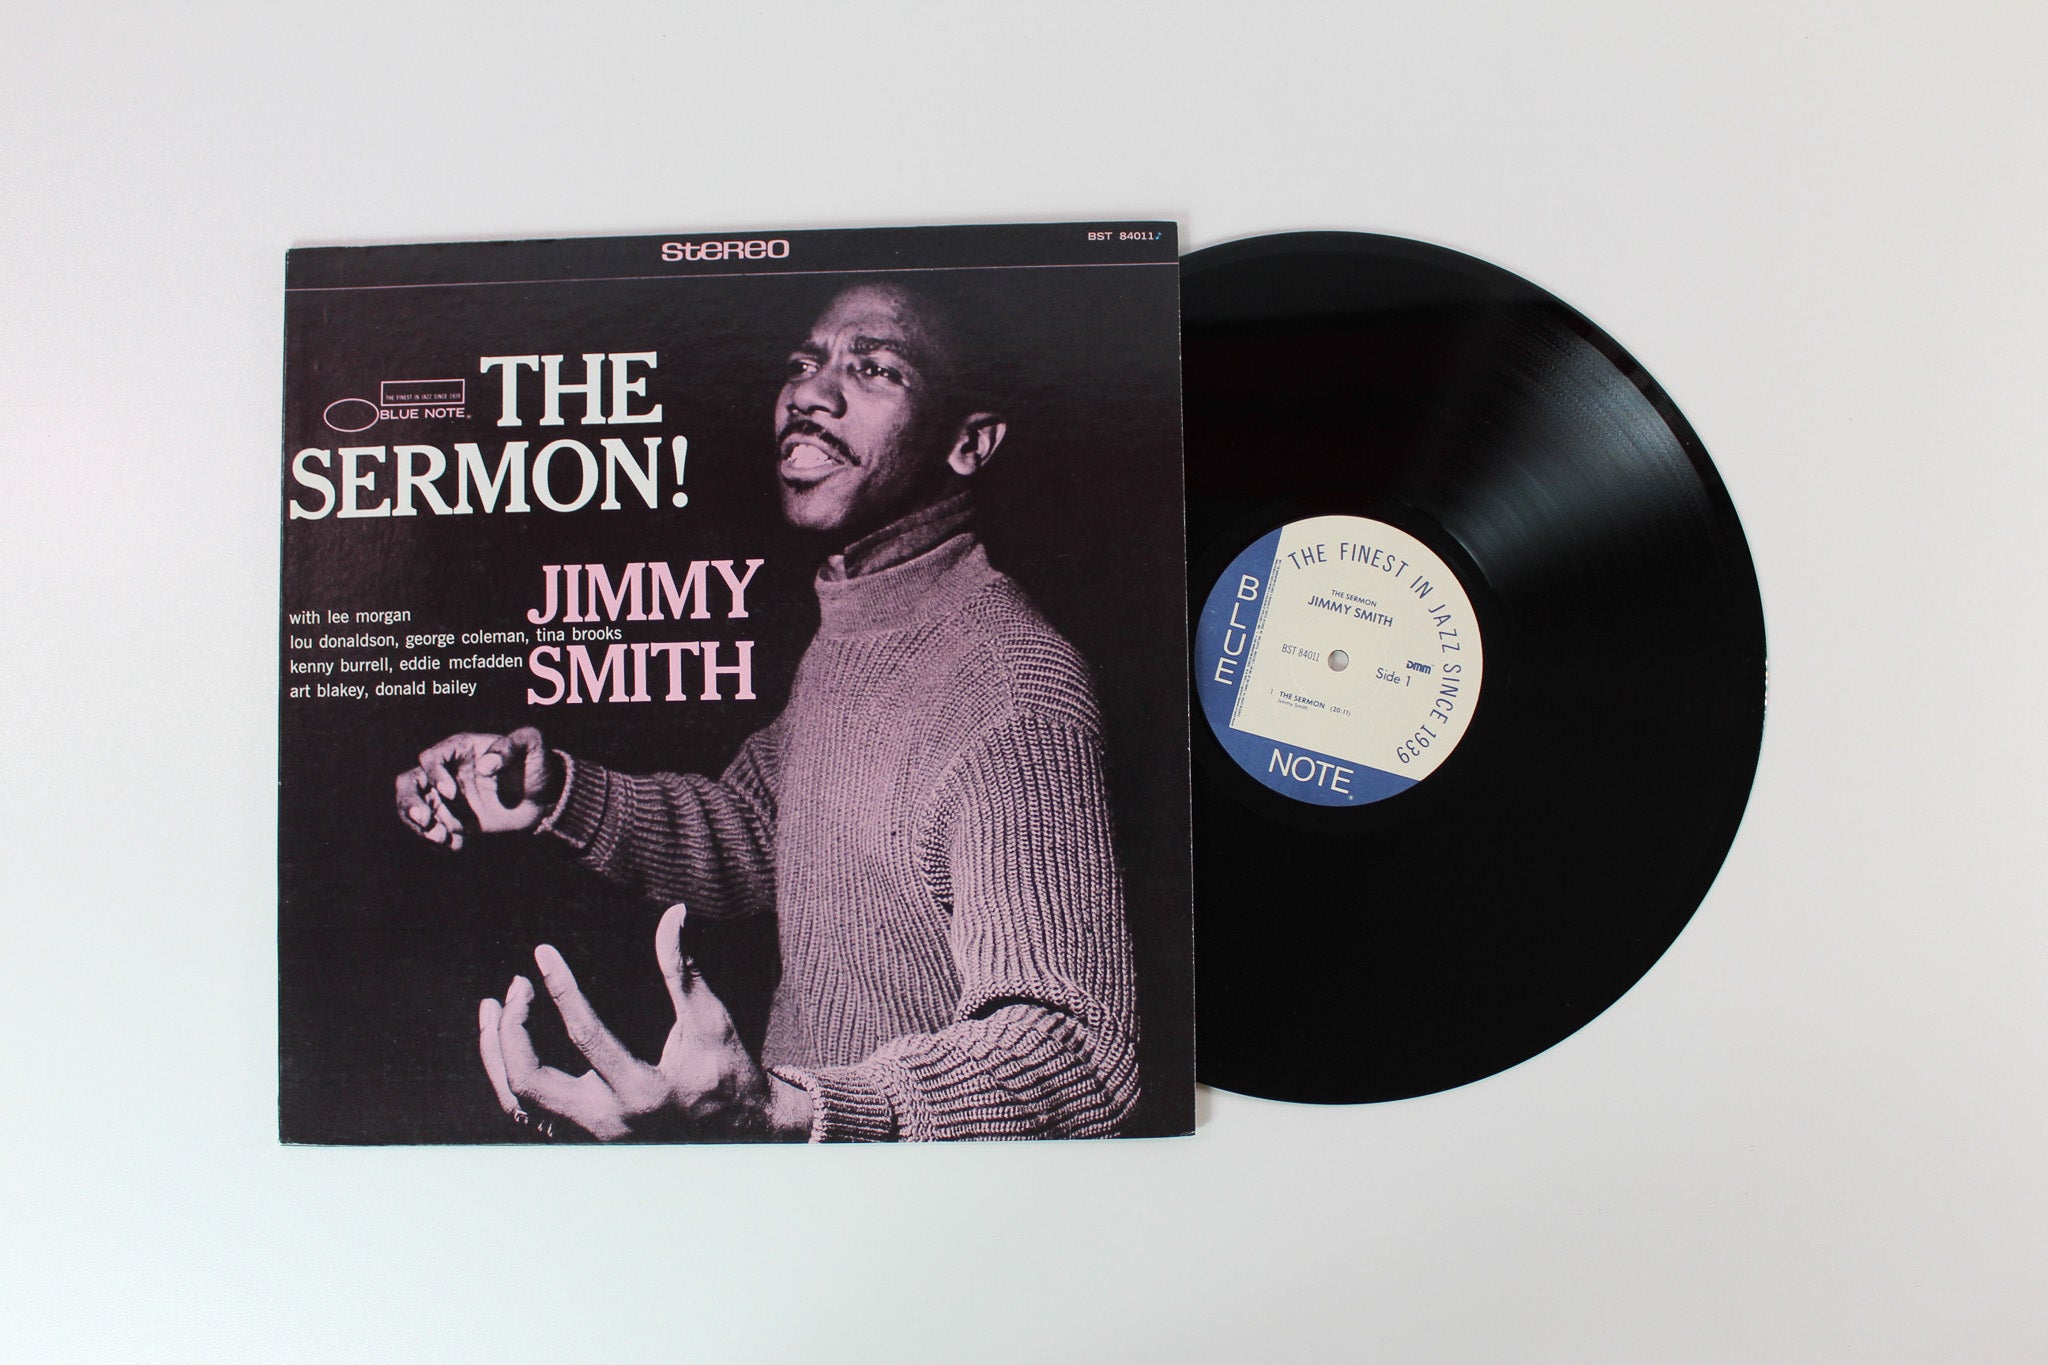 stereo
BST 84011
THE FINEST IN JAZZ SINCE 1939
BLUE NOTE®
THE
SERMON!
JIMMY
SMITH
with lee morgan
lou donaldson, george coleman, tina brooks
kenny burrell, eddie mcfadden
art blakey, donald bailey
THE FINEST IN JAZZ SINCE 1939
BLUE
NOTE®
THE SERMON
JIMMY SMITH
BST 84011
DMM
Side 1
1 THE SERMON (20:11)
Jimmy Smith